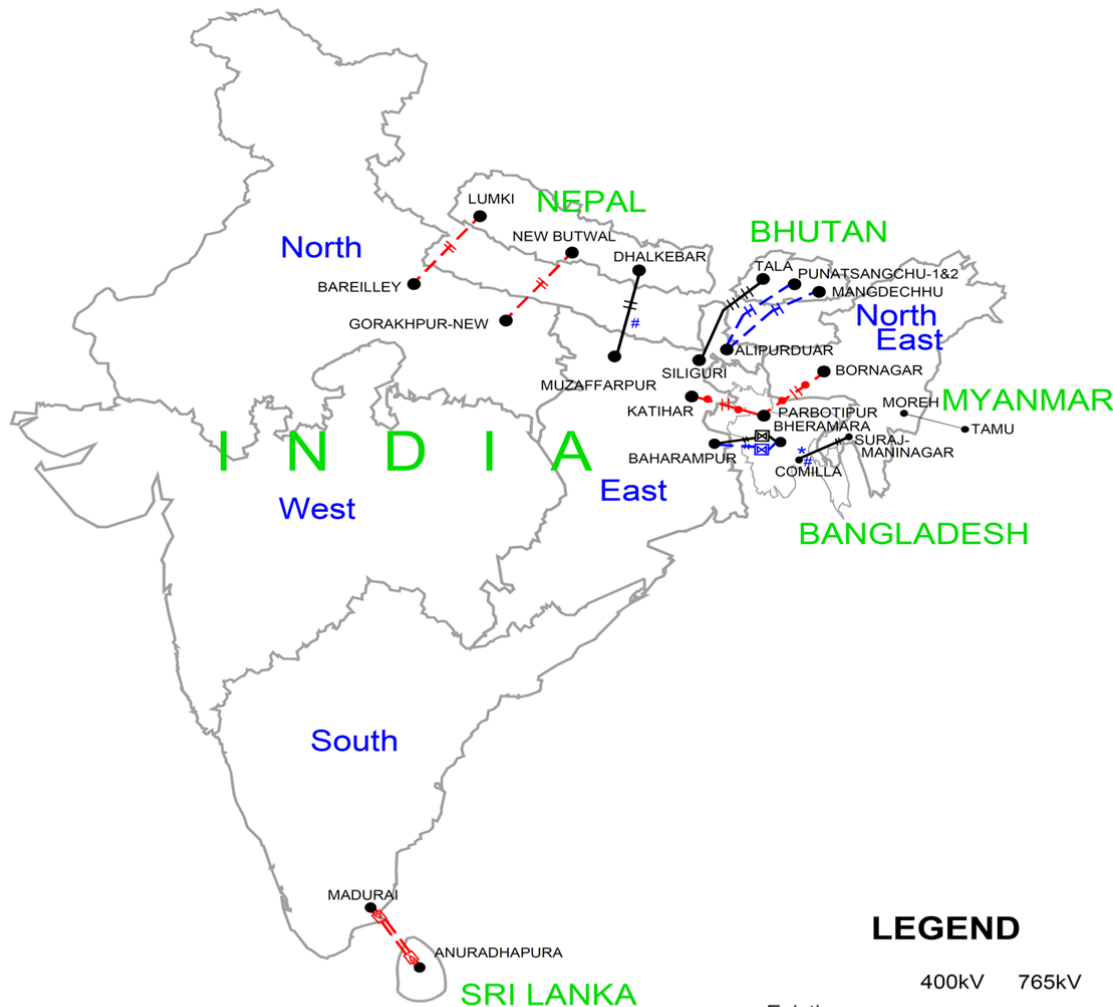 LUMKI
NEPAL
NEW BUTWAL
North
DHALKEBAR
BHUTAN
TALA
PUNATSANGCHU-1&2
BAREILLEY
MANGDECHHU
GORAKHPUR-NEW
#
North
East
ALIPURDUAR
MUZAFFARPUR
SILIGURI
BORNAGAR
KATIHAR
MOREH
MYANMAR
PARBOTIPUR
BHERAMARA
TAMU
INDIA
BAHARAMPUR
SURAJ-
MANINAGAR
*
#
COMILLA
East
West
BANGLADESH
South
MADURAI
ANURADHAPURA
SRI LANKA
LEGEND
400kV 765kV